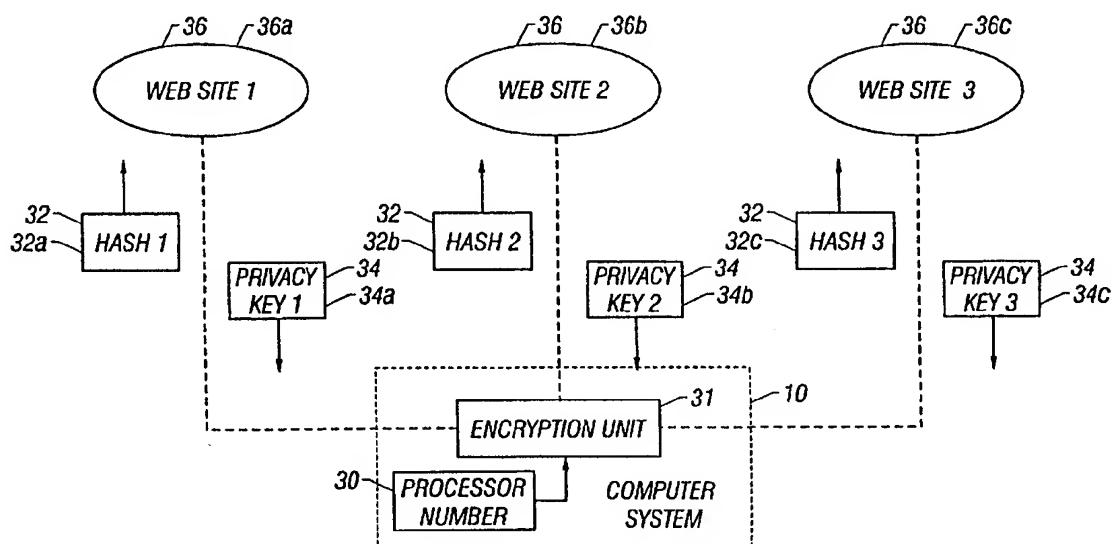 36 36a 36 36b 36 36c
WEB SITE 1 WEB SITE 2 WEB SITE 3
32 32 32
32a HASH 1 32b HASH 2 32c HASH 3
PRIVACY 34 PRIVACY 34 PRIVACY 34
KEY 1 34a KEY 2 34b KEY 3 34c
31 10
ENCRYPTION UNIT
30 PROCESSOR COMPUTER
NUMBER SYSTEM